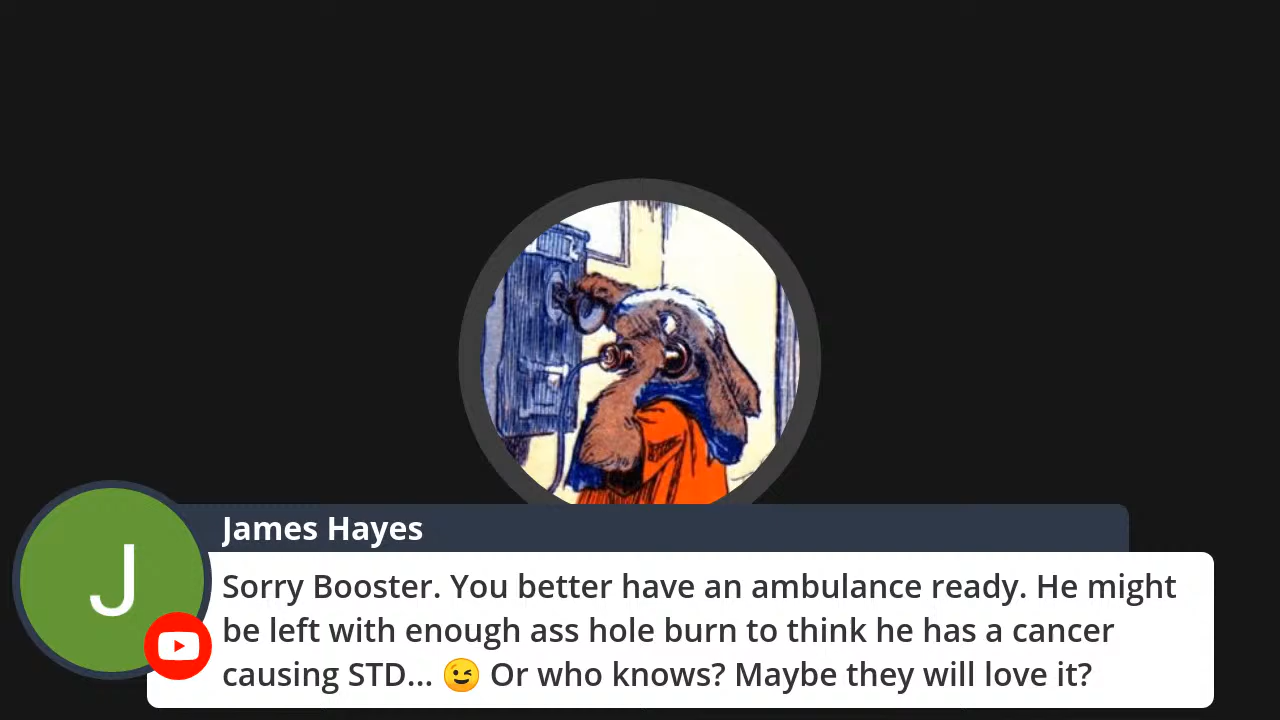 James Hayes
J
Sorry Booster. You better have an ambulance ready. He might
be left with enough ass hole burn to think he has a cancer
causing STD... 😉 Or who knows? Maybe they will love it?